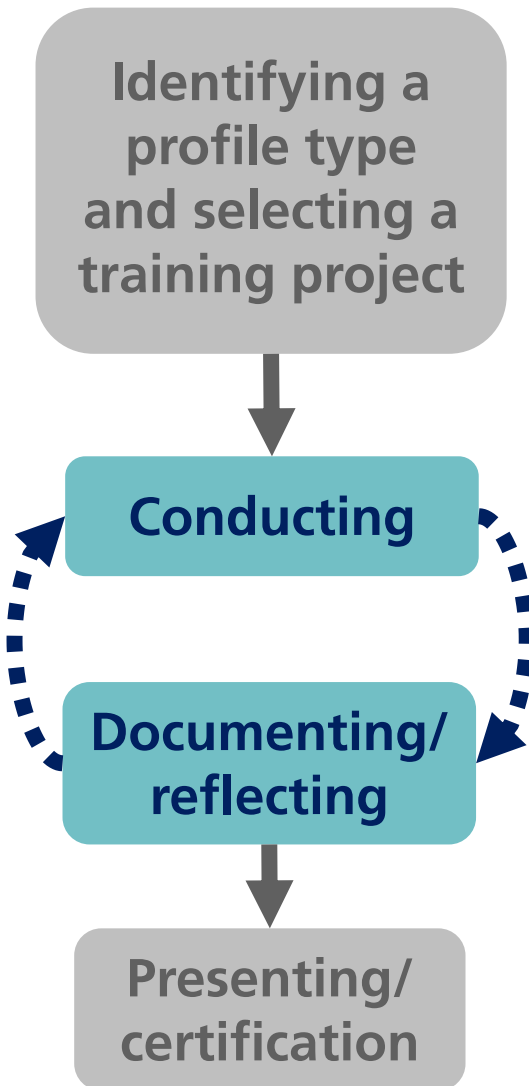 Identifying a
profile type
and selecting a
training project
Conducting
Documenting/
reflecting
Presenting/
certification